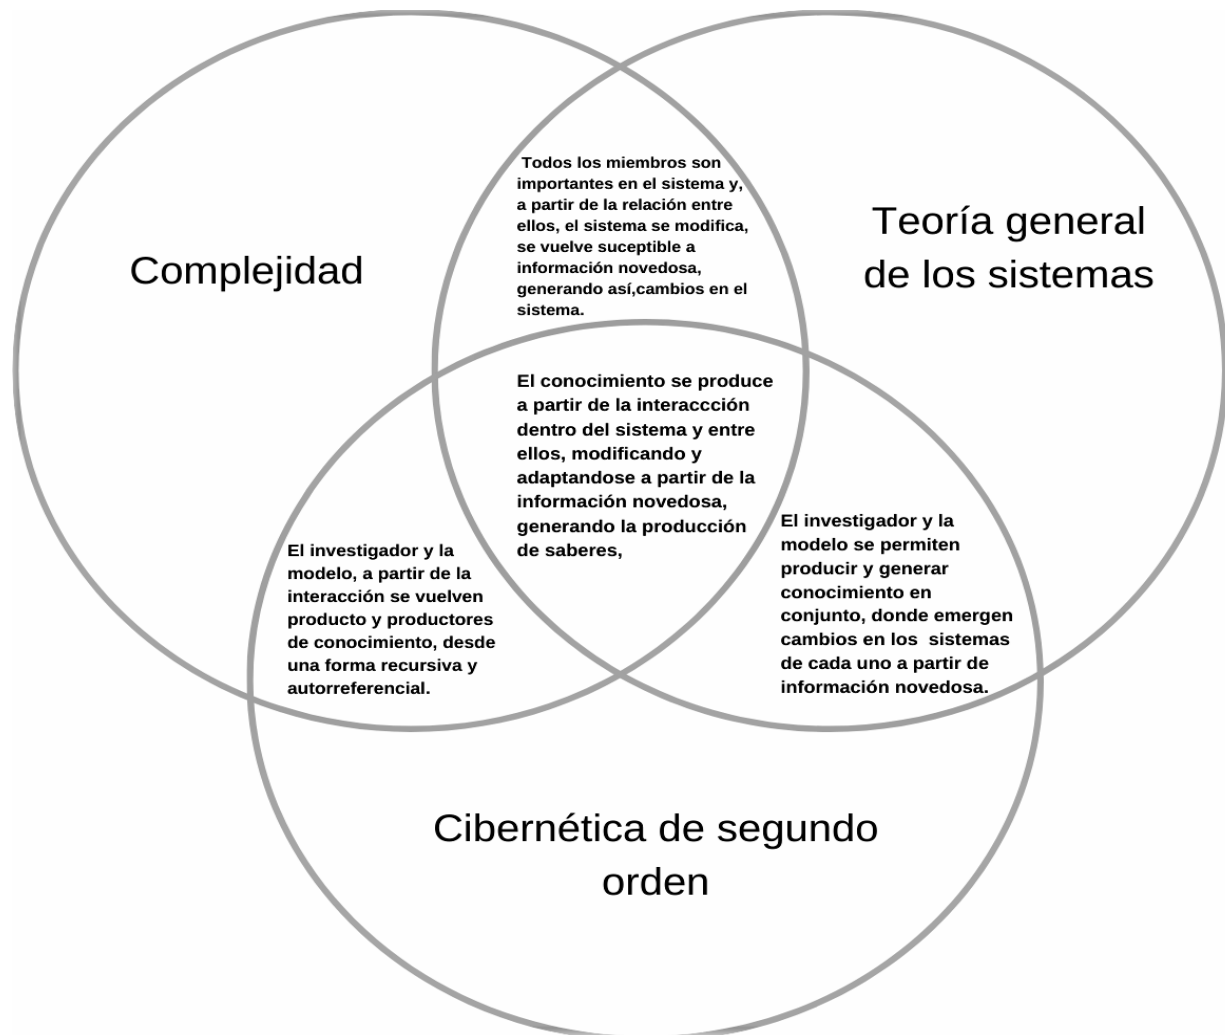 Todos los miembros son
importantes en el sistema y,
a partir de la relación entre
ellos, el sistema se modifica,
se vuelve suceptible a
información novedosa,
generando así,cambios en el
sistema.
Complejidad
Teoría general
de los sistemas
El conocimiento se produce
a partir de la interaccción
dentro del sistema y entre
ellos, modificando y
adaptandose a partir de la
información novedosa,
generando la producción
de saberes,
El investigador y la
modelo, a partir de la
interacción se vuelven
producto y productores
de conocimiento, desde
una forma recursiva y
autorreferencial.
El investigador y la
modelo se permiten
producir y generar
conocimiento en
conjunto, donde emergen
cambios en los sistemas
de cada uno a partir de
información novedosa.
Cibernética de segundo
orden